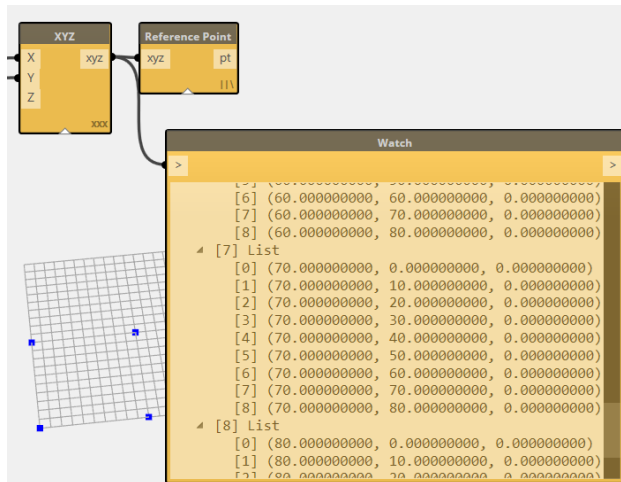 XYZ
X xyz
Y
Z
xxx
Reference Point
xyz pt
||\
Watch
> >
[6] (60.000000000, 60.000000000, 0.000000000)
[7] (60.000000000, 70.000000000, 0.000000000)
[8] (60.000000000, 80.000000000, 0.000000000)
[7] List
[0] (70.000000000, 0.000000000, 0.000000000)
[1] (70.000000000, 10.000000000, 0.000000000)
[2] (70.000000000, 20.000000000, 0.000000000)
[3] (70.000000000, 30.000000000, 0.000000000)
[4] (70.000000000, 40.000000000, 0.000000000)
[5] (70.000000000, 50.000000000, 0.000000000)
[6] (70.000000000, 60.000000000, 0.000000000)
[7] (70.000000000, 70.000000000, 0.000000000)
[8] (70.000000000, 80.000000000, 0.000000000)
[8] List
[0] (80.000000000, 0.000000000, 0.000000000)
[1] (80.000000000, 10.000000000, 0.000000000)